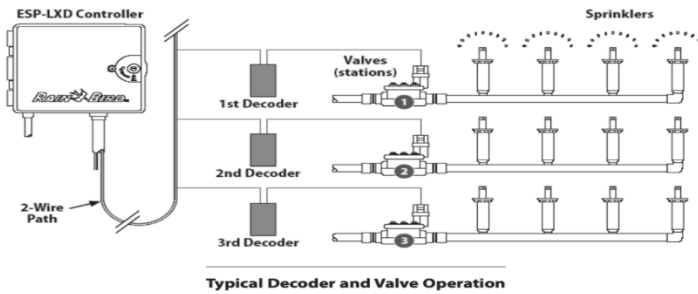 ESP-LXD Controller
Sprinklers
Valves
(stations)
RAIN BIRD
1st Decoder
1
2nd Decoder
2
2-Wire
Path
3rd Decoder
3
Typical Decoder and Valve Operation